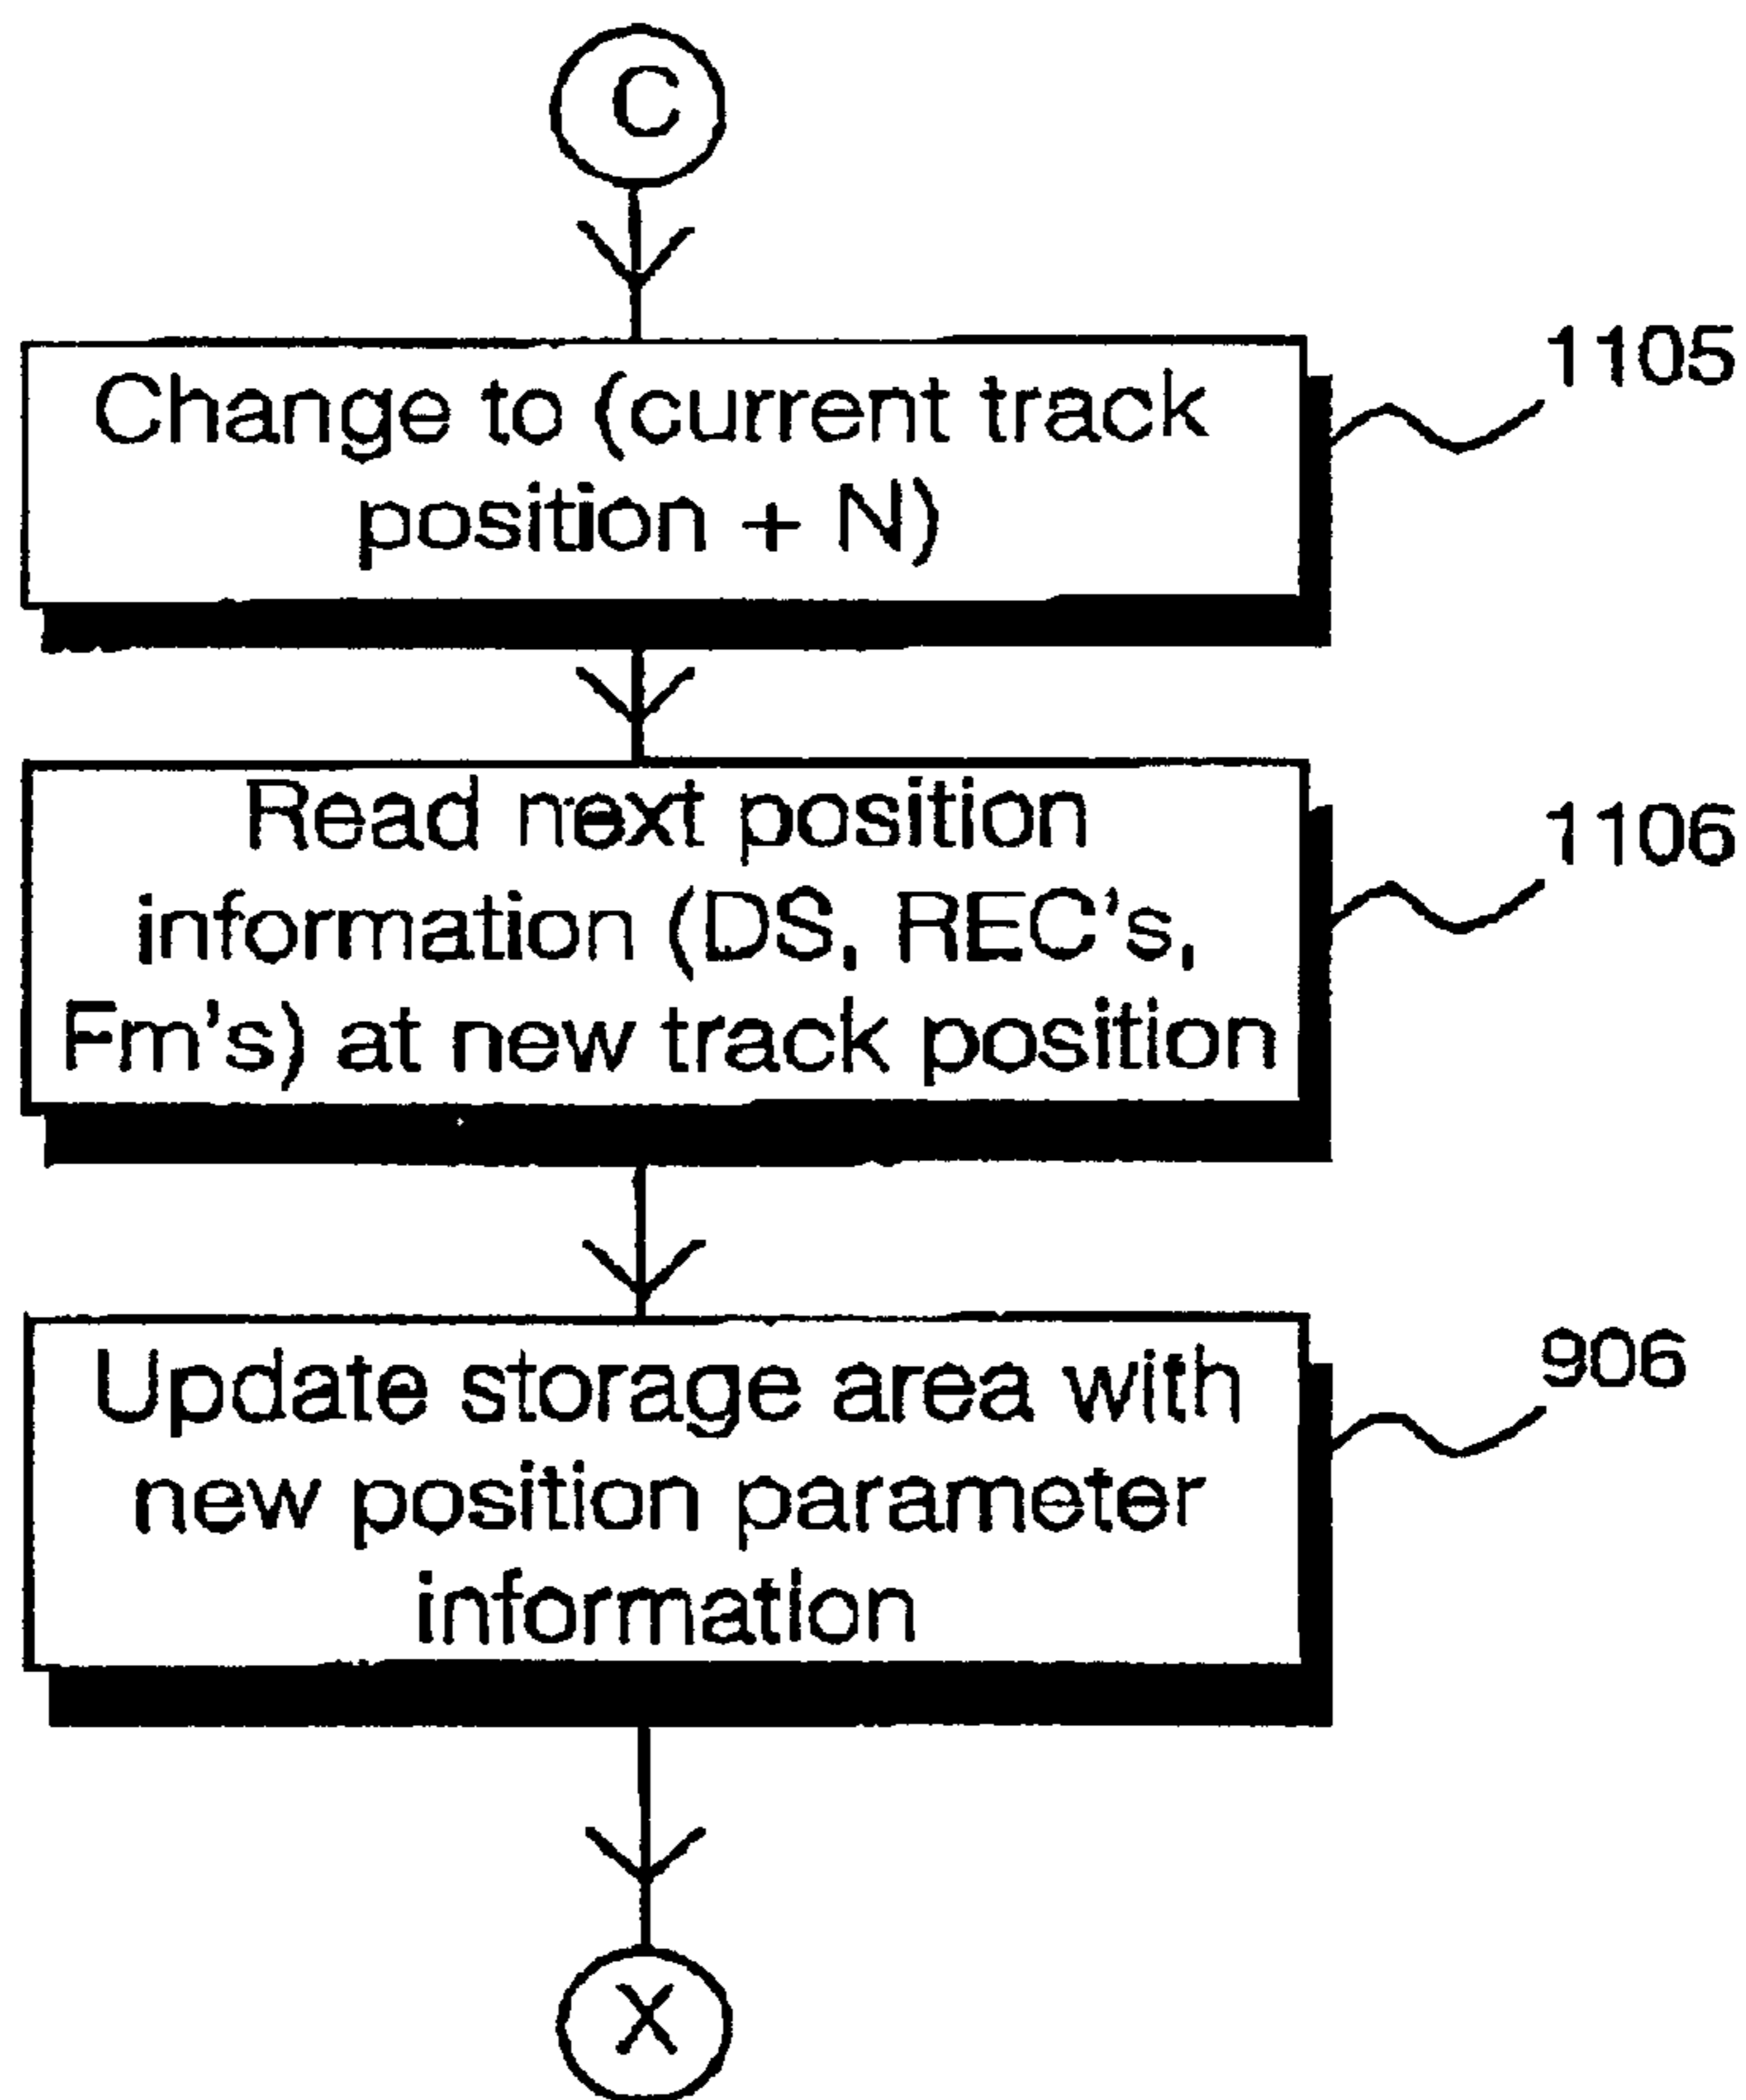 C
Change to (current track
position + N)
1105
Read next position
information (DS, REC's,
Fm's) at new track position
1106
Update storage area with
new position parameter
information
906
X